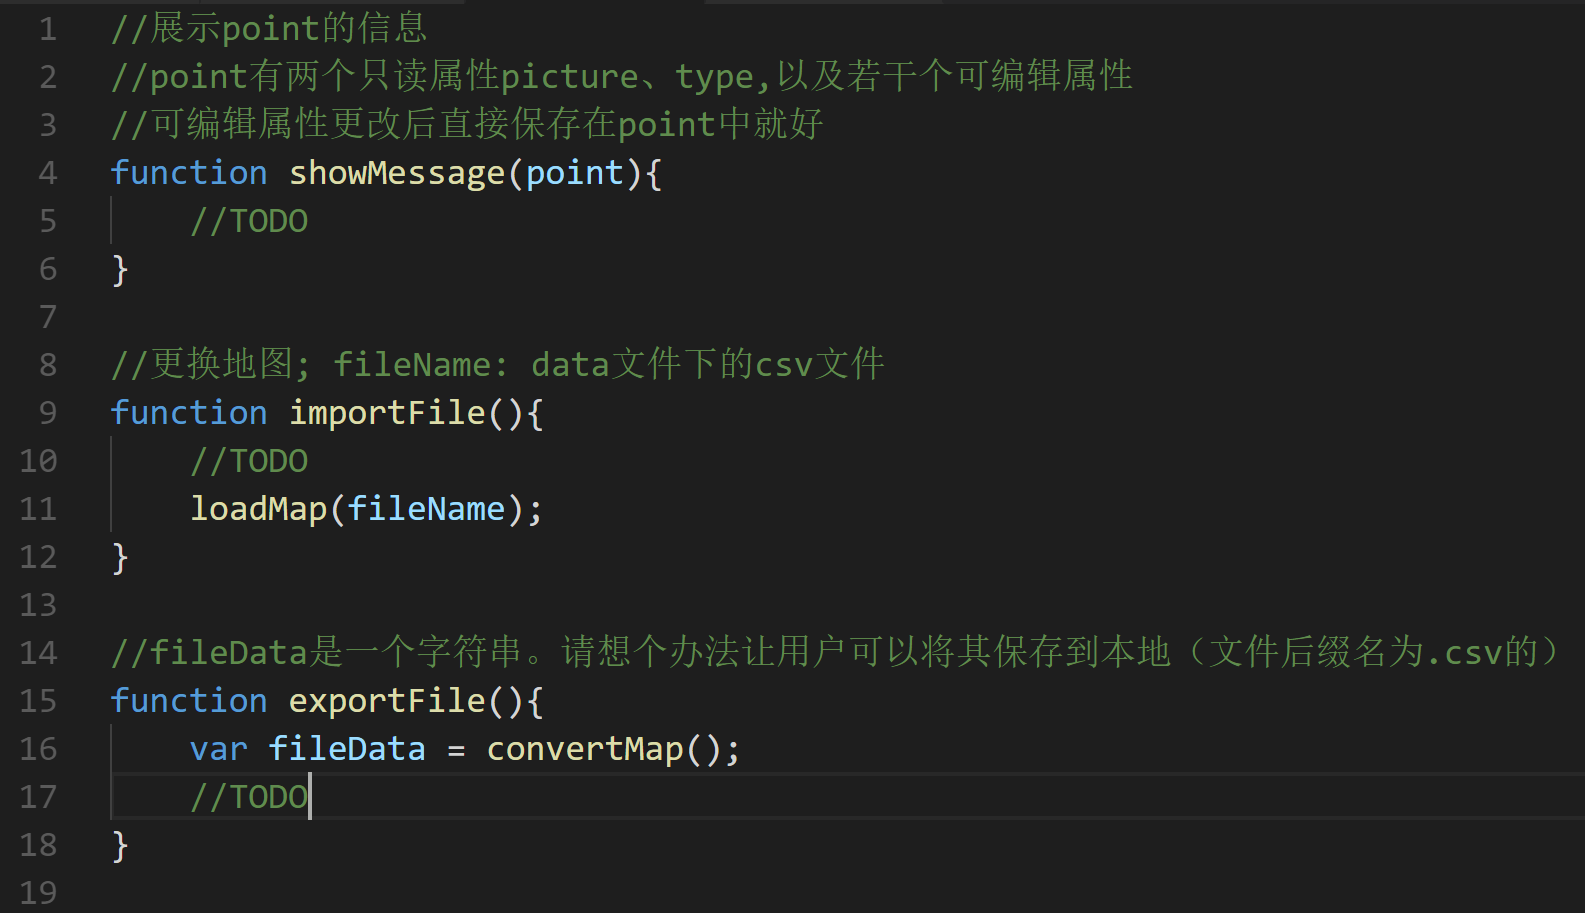 1 //展示point的信息
2 //point有两个只读属性picture、type,以及若干个可编辑属性
3 //可编辑属性更改后直接保存在point中就好
4 function showMessage(point){
5 //TODO
6 }
7
8 //更换地图; fileName: data文件下的csv文件
9 function importFile(){
10 //TODO
11 loadMap(fileName);
12 }
13
14 //fileData是一个字符串。请想个办法让用户可以将其保存到本地（文件后缀名为.csv的）
15 function exportFile(){
16 var fileData = convertMap();
17 //TODO
18 }
19